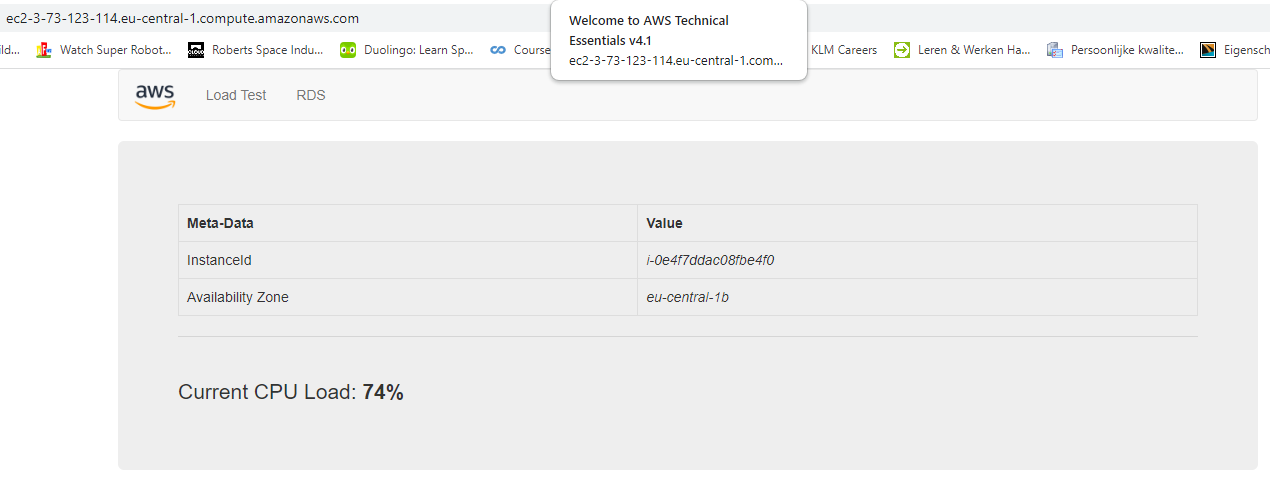 ec2-3-73-123-114.eu-central-1.compute.amazonaws.com
Welcome to AWS Technical
Essentials v4.1
ec2-3-73-123-114.eu-central-1.com...
ild... Watch Super Robot... Roberts Space Indu... Duolingo: Learn Sp... Course KLM Careers Leren & Werken Ha... Persoonlijke kwalite... Eigensch
aws Load Test RDS
Meta-Data Value
InstanceId i-0e4f7ddac08fbe4f0
Availability Zone eu-central-1b
Current CPU Load: 74%